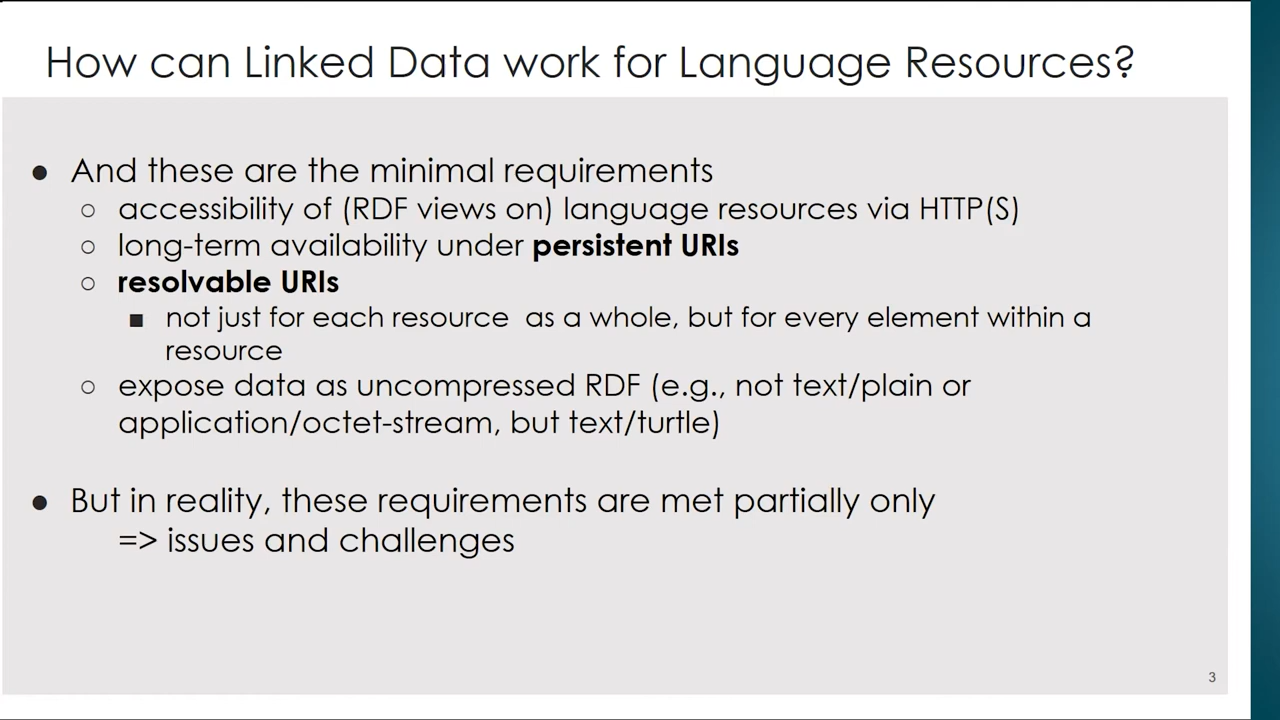 How can Linked Data work for Language Resources?
● And these are the minimal requirements
○ accessibility of (RDF views on) language resources via HTTP(S)
○ long-term availability under persistent URIs
○ resolvable URIs
■ not just for each resource as a whole, but for every element within a
resource
○ expose data as uncompressed RDF (e.g., not text/plain or
application/octet-stream, but text/turtle)
● But in reality, these requirements are met partially only
=> issues and challenges
3